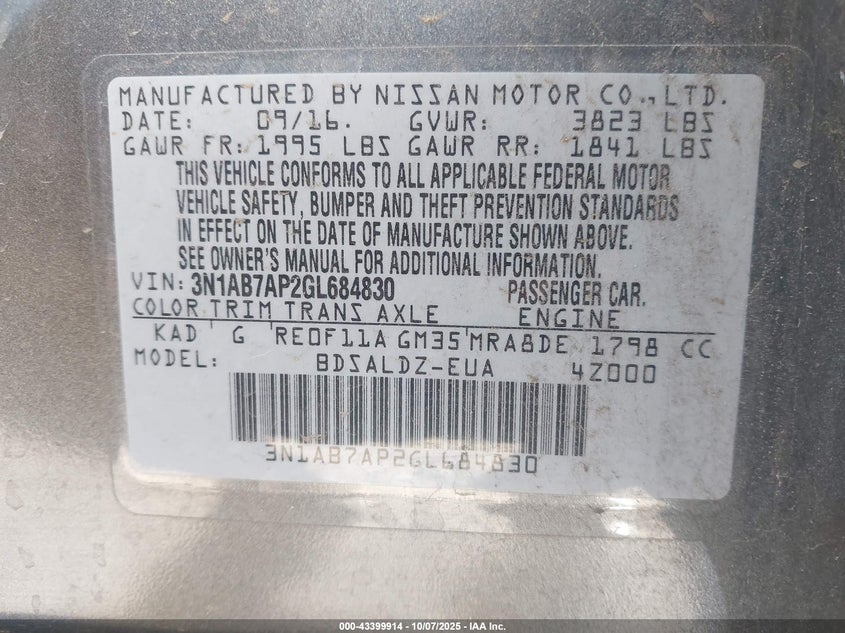 MANUFACTURED BY NISSAN MOTOR CO., LTD.
DATE: 09/16. GVWR: 3823 LBS
GAWR FR: 1995 LBS GAWR RR: 1841 LBS
THIS VEHICLE CONFORMS TO ALL APPLICABLE FEDERAL MOTOR
VEHICLE SAFETY, BUMPER AND THEFT PREVENTION STANDARDS
IN EFFECT ON THE DATE OF MANUFACTURE SHOWN ABOVE.
SEE OWNER'S MANUAL FOR ADDITIONAL INFORMATION.
VIN: 3N1AB7AP2GL684830 PASSENGER CAR.
COLOR TRIM TRANS AXLE ENGINE
KAD G RE0F11A GM35 MRA8DE 1798 CC
MODEL: BDSALDZ-EUA 4Z000
3N1AB7AP2GL684830
000-43399914 - 10/07/2025 - IAA Inc.